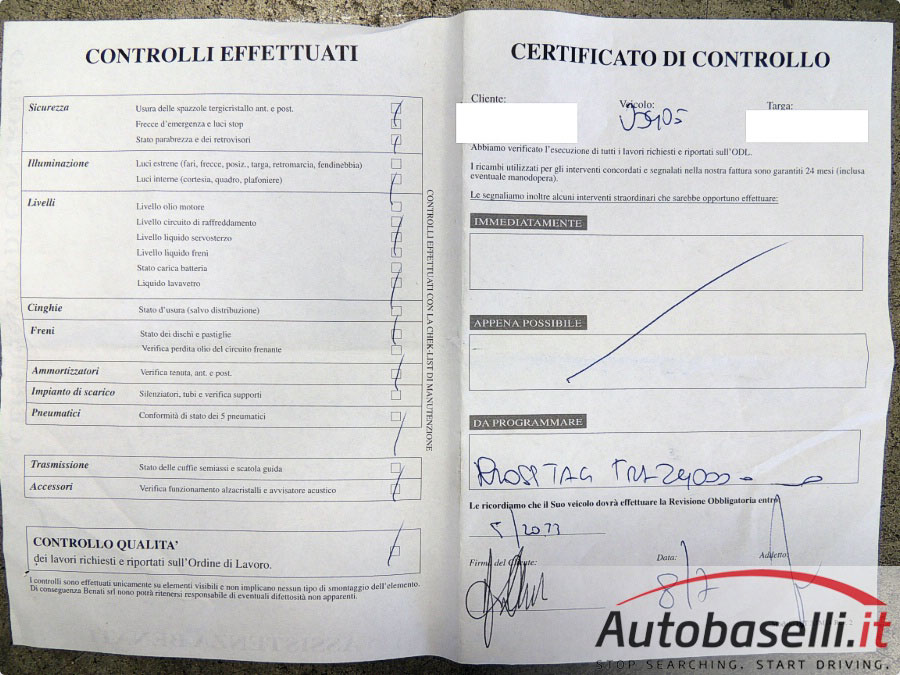 CONTROLLI EFFETTUATI
Sicurezza
Usura delle spazzole tergicristallo ant. e post.
Frecce d'emergenza e luci stop
Stato parabrezza e dei retrovisori
Illuminazione
Luci estrene (fari, frecce, posiz., targa, retromarcia, fendinebbia)
Luci interne (cortesia, quadro, plafoniere)
Livelli
Livello olio motore
Livello circuito di raffreddamento
Livello liquido servosterzo
Livello liquido freni
Stato carica batteria
Liquido lavavetro
Cinghie
Stato d'usura (salvo distribuzione)
Freni
Stato dei dischi e pastiglie
Verifica perdita olio del circuito frenante
Ammortizzatori
Verifica tenuta, ant. e post.
Impianto di scarico
Silenziatori, tubi e verifica supporti
Pneumatici
Conformità di stato dei 5 pneumatici
Trasmissione
Stato delle cuffie semiassi e scatola guida
Accessori
Verifica funzionamento alzacristalli e avvisatore acustico
CONTROLLO QUALITA'
dei lavori richiesti e riportati sull'Ordine di Lavoro.
I controlli sono effettuati unicamente su elementi visibili e non implicano nessun tipo di smontaggio dell'elemento.
Di conseguenza Benati srl nono potrà ritenersi responsabile di eventuali difettosità non apparenti.
CONTROLLI EFFETTUATI CON LA CHEK-LIST DI MANUTENZIONE
CERTIFICATO DI CONTROLLO
Cliente:
Veicolo:
Targa:
Abbiamo verificato l'esecuzione di tutti i lavori richiesti e riportati sull'ODL.
I ricambi utilizzati per gli interventi concordati e segnalati nella nostra fattura sono garantiti 24 mesi (inclusa
eventuale manodopera).
Le segnaliamo inoltre alcuni interventi straordinari che sarebbe opportuno effettuare:
IMMEDIATAMENTE
APPENA POSSIBILE
DA PROGRAMMARE
TAG
Le ricordiamo che il Suo veicolo dovrà effettuare la Revisione Obbligatoria entro
Firma del Cliente:
Data:
Addetto:
8/2
Autobaselli.it
STOP SEARCHING. START DRIVING.